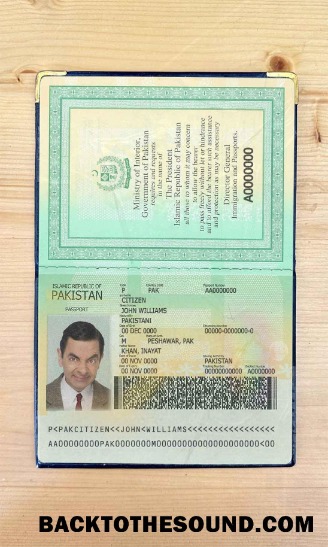 Ministry of Interior,
Government of Pakistan
requires and requests
in the name of
The President
Islamic Republic of Pakistan
all those to whom it may concern
to allow the bearer
to pass freely without let or hindrance
and to afford the bearer such assistance
and protection as may be necessary
Director General
Immigration and Passports.
A0000000
ISLAMIC REPUBLIC OF
PAKISTAN
PASSPORT
P PAK AA0000000
CITIZEN
JOHN WILLIAMS
PAKISTANI
00 DEC 0000 00000-0000000-0
M PESHAWAR, PAK
KHAN, INAYAT
00 NOV 0000 PAKISTAN
00 NOV 0000 00000000000 A0000000
P<PAKCITIZEN<<JOHN<WILLIAMS<<<<<<<<<<<<<<<<<
BACKTOTHESOUND.COM